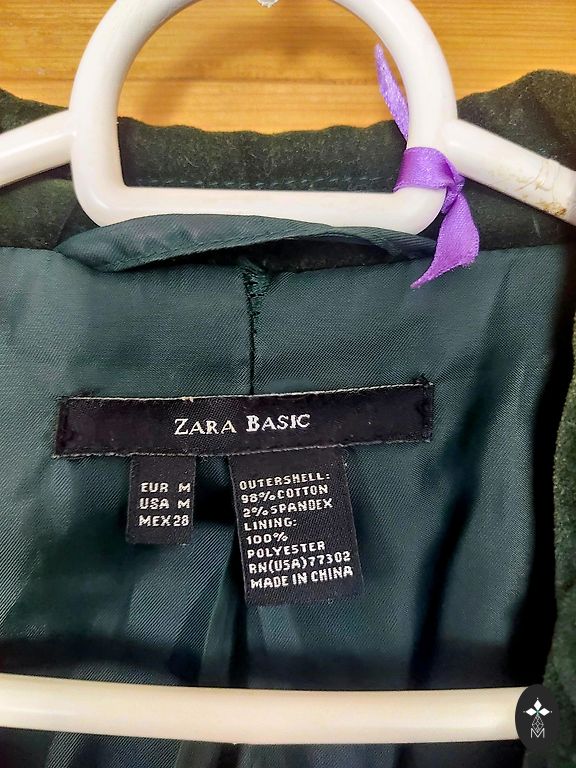 ZARA BASIC
EUR M
USA M
MEX 28
OUTERSHELL:
98% COTTON
2% SPANDEX
LINING:
100%
POLYESTER
RN(USA)77302
MADE IN CHINA
M